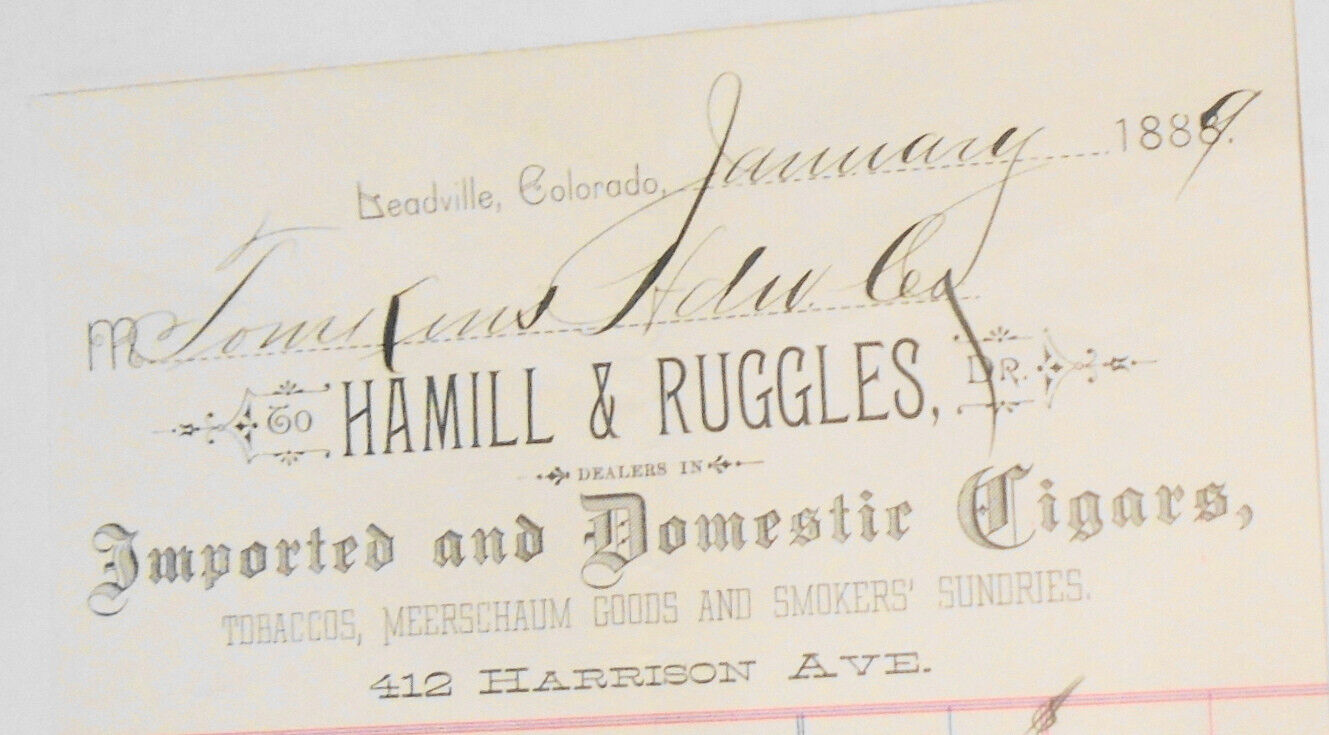 Leadville, Colorado, January 1889.
M Tomkins Hdw. Co
To HAMILL & RUGGLES, DR.
DEALERS IN
Imported and Domestic Cigars,
TOBACCOS, MEERSCHAUM GOODS AND SMOKERS' SUNDRIES.
412 HARRISON AVE.